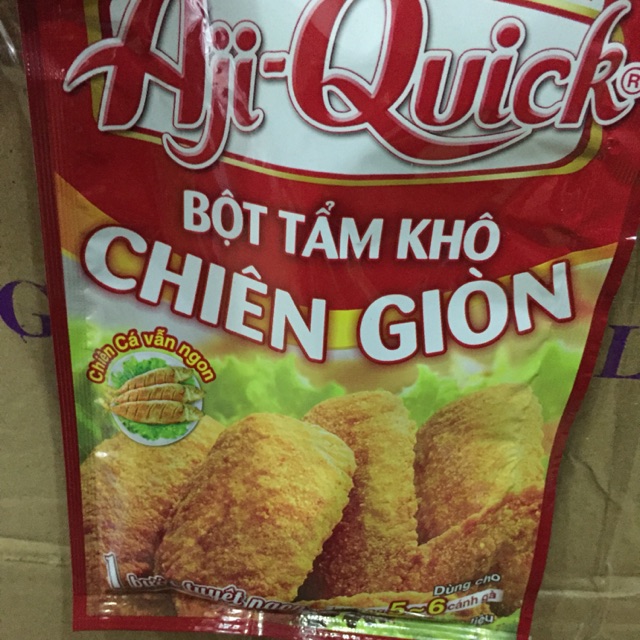 Aji-Quick®
BỘT TẨM KHÔ
CHIÊN GIÒN
Chiên Cá vẫn ngon
Dùng cho
5~6 cánh gà
G
L